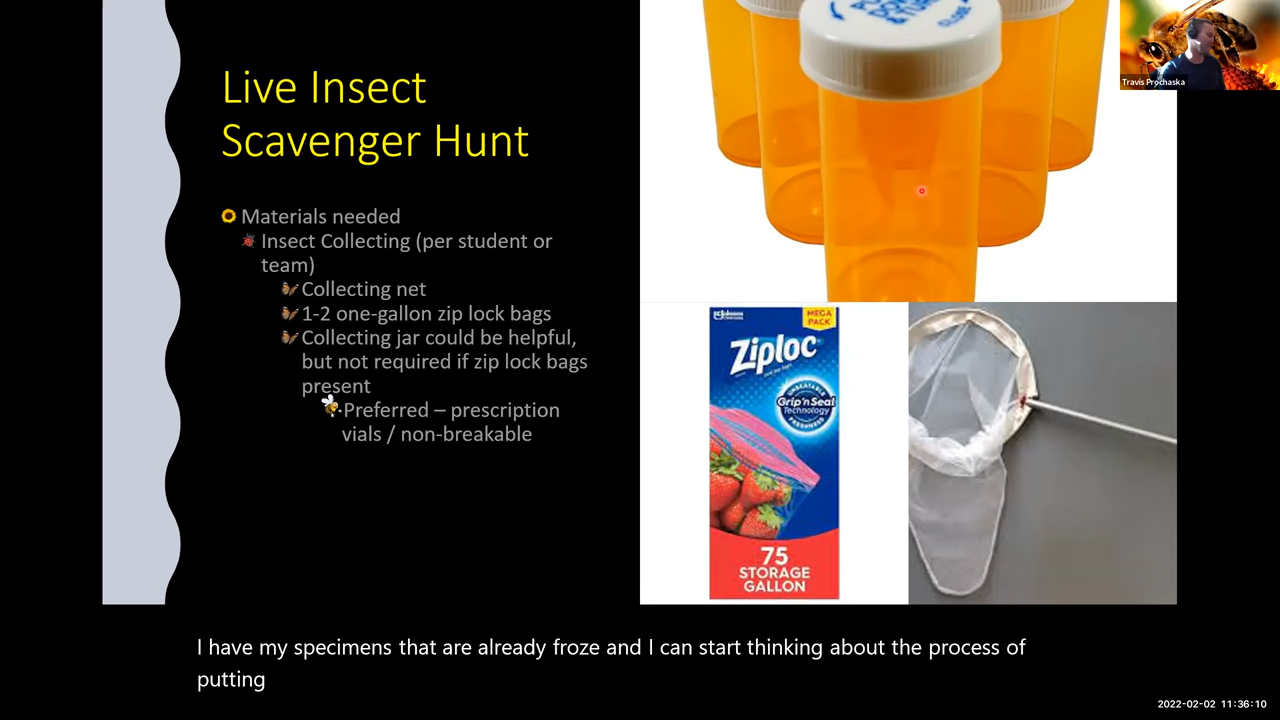 Live Insect
Scavenger Hunt
Materials needed
Insect Collecting (per student or
team)
Collecting net
1-2 one-gallon zip lock bags
Collecting jar could be helpful,
but not required if zip lock bags
present
Preferred – prescription
vials / non-breakable
Travis Prochaska
MEGA
PACK
Ziploc
UNBEATABLE
Grip'n Seal
Technology
FRESHNESS
75
STORAGE
GALLON
I have my specimens that are already froze and I can start thinking about the process of
putting
2022-02-02 11:36:10